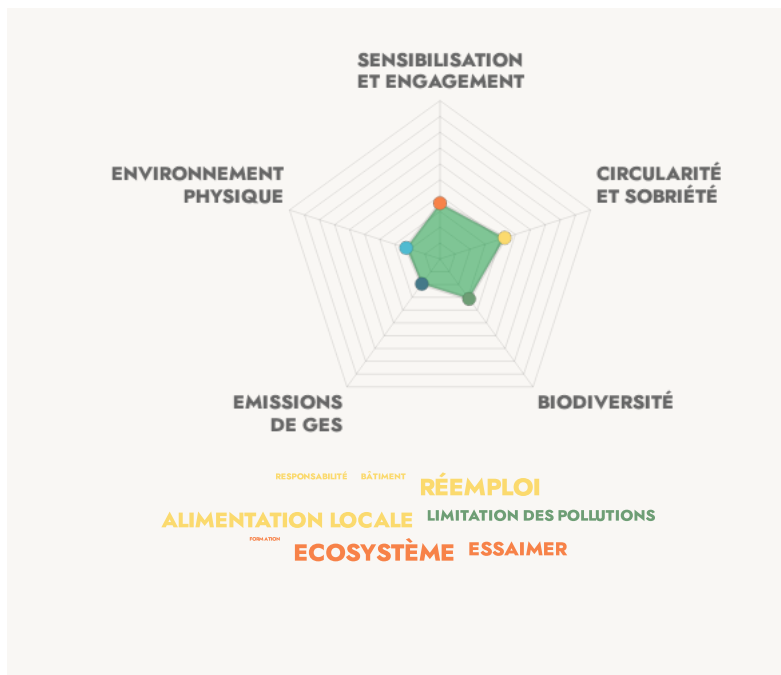 SENSIBILISATION
ET ENGAGEMENT
ENVIRONNEMENT
PHYSIQUE
CIRCULARITÉ
ET SOBRIÉTÉ
EMISSIONS
DE GES
BIODIVERSITÉ
RESPONSABILITÉ BÂTIMENT RÉEMPLOI
ALIMENTATION LOCALE LIMITATION DES POLLUTIONS
FORMATION ECOSYSTÈME ESSAIMER